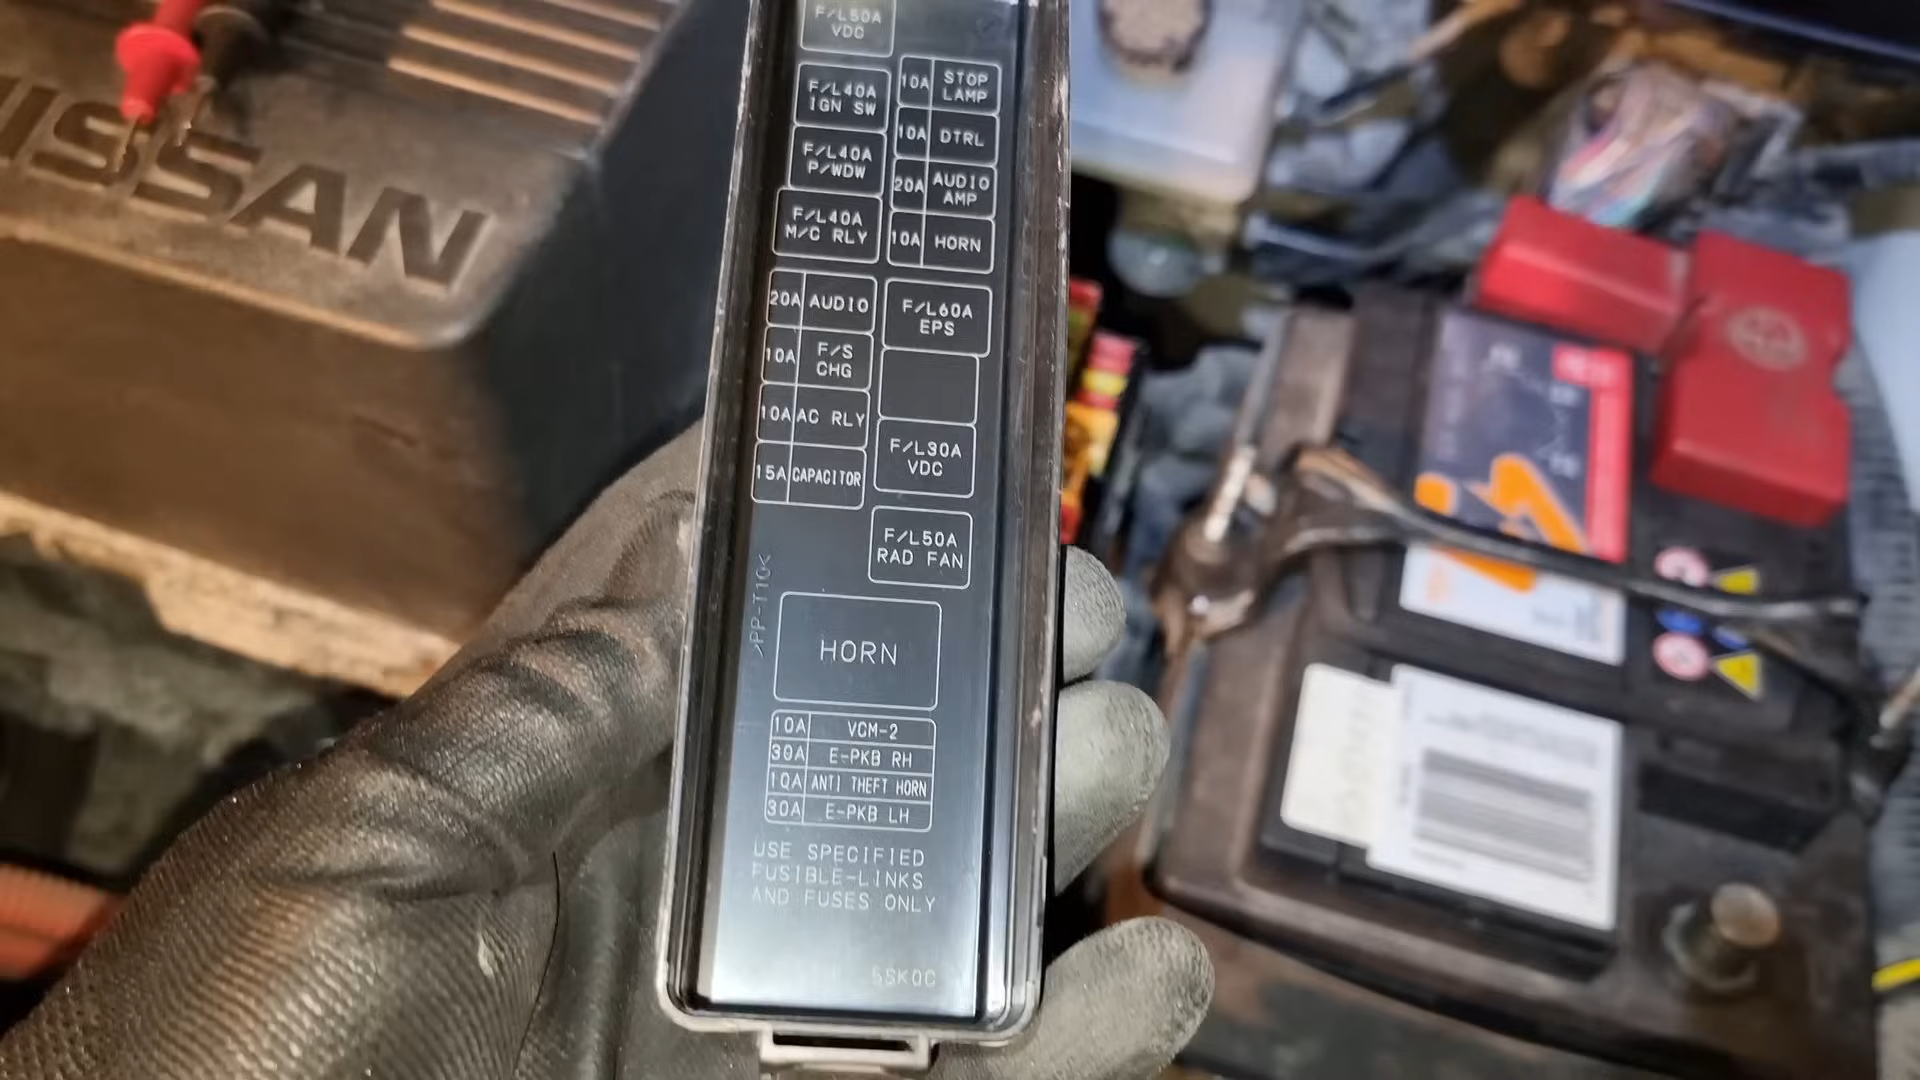 NISSAN
F/L50A
VDC
F/L40A
IGN SW
10A STOP
LAMP
F/L40A
P/WDW
10A DTRL
F/L40A
M/C RLY
20A AUDIO
AMP
10A HORN
20A AUDIO
F/L60A
EPS
10A F/S
CHG
10A AC RLY
F/L30A
VDC
15A CAPACITOR
F/L50A
RAD FAN
>PP-T10<
HORN
10A VCM-2
30A E-PKB RH
10A ANTI THEFT HORN
30A E-PKB LH
USE SPECIFIED
FUSIBLE-LINKS
AND FUSES ONLY
5SK0C